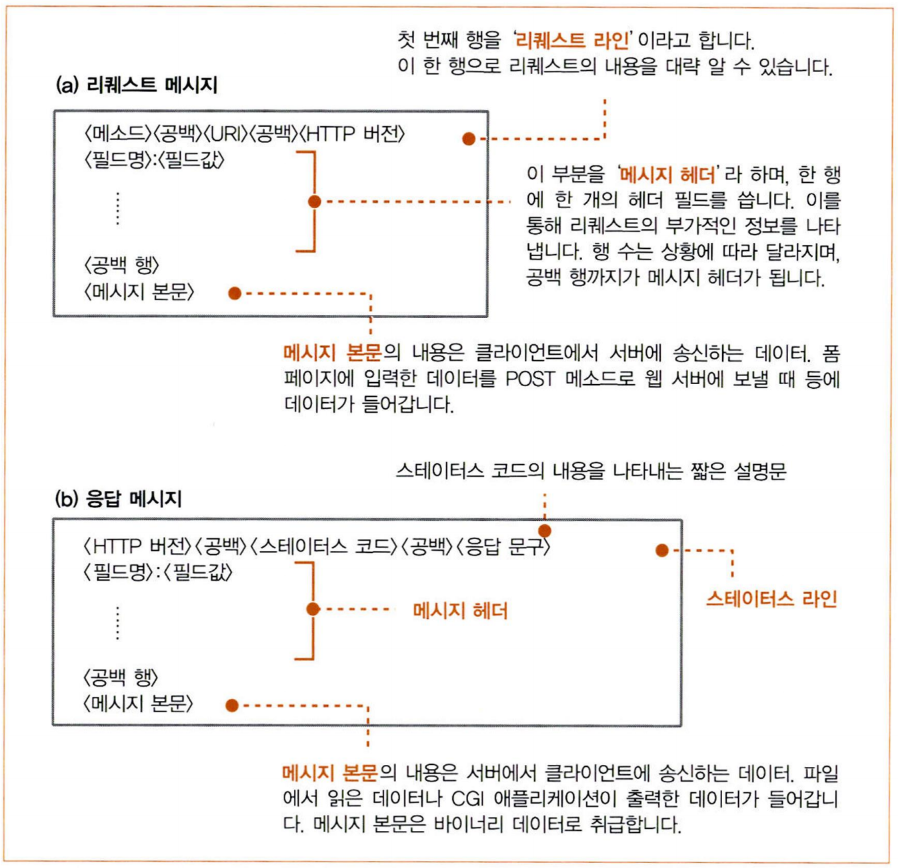 첫 번째 행을 ‘리퀘스트 라인’이라고 합니다.
이 한 행으로 리퀘스트의 내용을 대략 알 수 있습니다.
(a) 리퀘스트 메시지
〈메소드〉〈공백〉〈URI〉〈공백〉〈HTTP 버전〉
〈필드명〉:〈필드값〉
⋮
〈공백 행〉
〈메시지 본문〉
이 부분을 ‘메시지 헤더’라 하며, 한 행
에 한 개의 헤더 필드를 씁니다. 이를
통해 리퀘스트의 부가적인 정보를 나타
냅니다. 행 수는 상황에 따라 달라지며,
공백 행까지가 메시지 헤더가 됩니다.
메시지 본문의 내용은 클라이언트에서 서버에 송신하는 데이터. 폼
페이지에 입력한 데이터를 POST 메소드로 웹 서버에 보낼 때 등에
데이터가 들어갑니다.
스테이터스 코드의 내용을 나타내는 짧은 설명문
(b) 응답 메시지
〈HTTP 버전〉〈공백〉〈스테이터스 코드〉〈공백〉〈응답 문구〉
〈필드명〉:〈필드값〉
⋮
메시지 헤더
스테이터스 라인
〈공백 행〉
〈메시지 본문〉
메시지 본문의 내용은 서버에서 클라이언트에 송신하는 데이터. 파일
에서 읽은 데이터나 CGI 애플리케이션이 출력한 데이터가 들어갑니
다. 메시지 본문은 바이너리 데이터로 취급합니다.